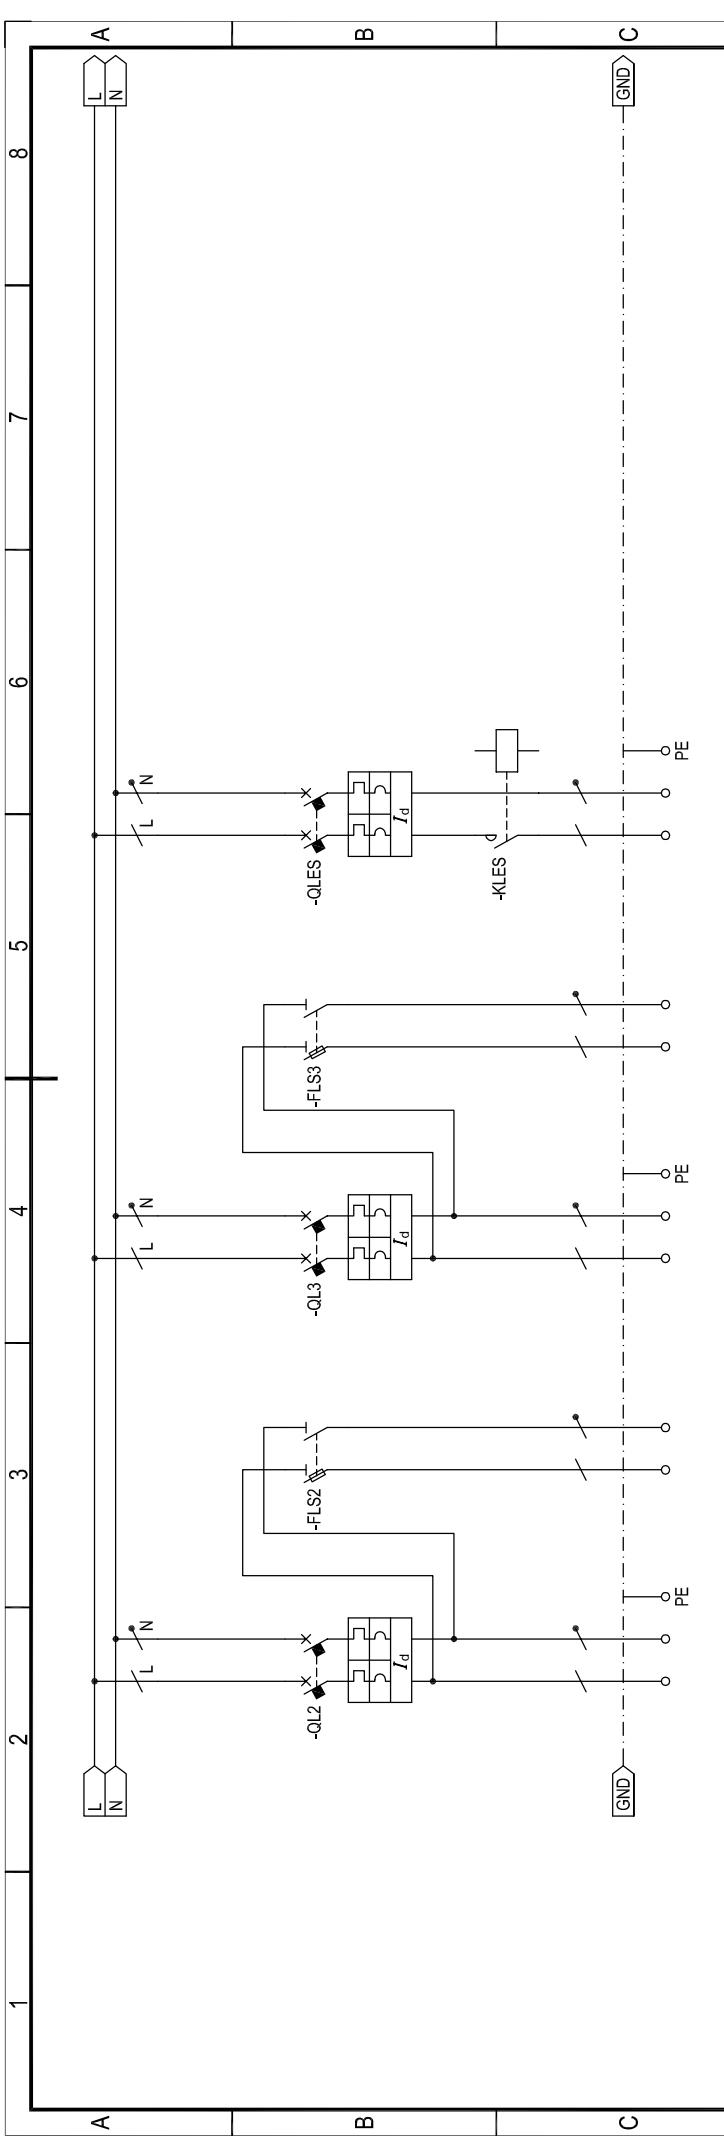 1 2 3 4 5 6 7 8
A L L A
N N
L N L N L N
-QL2 -FLS2 -QL3 -FLS3 -QLES
B B
Id Id Id
-KLES
C GND GND C
PE PE PE